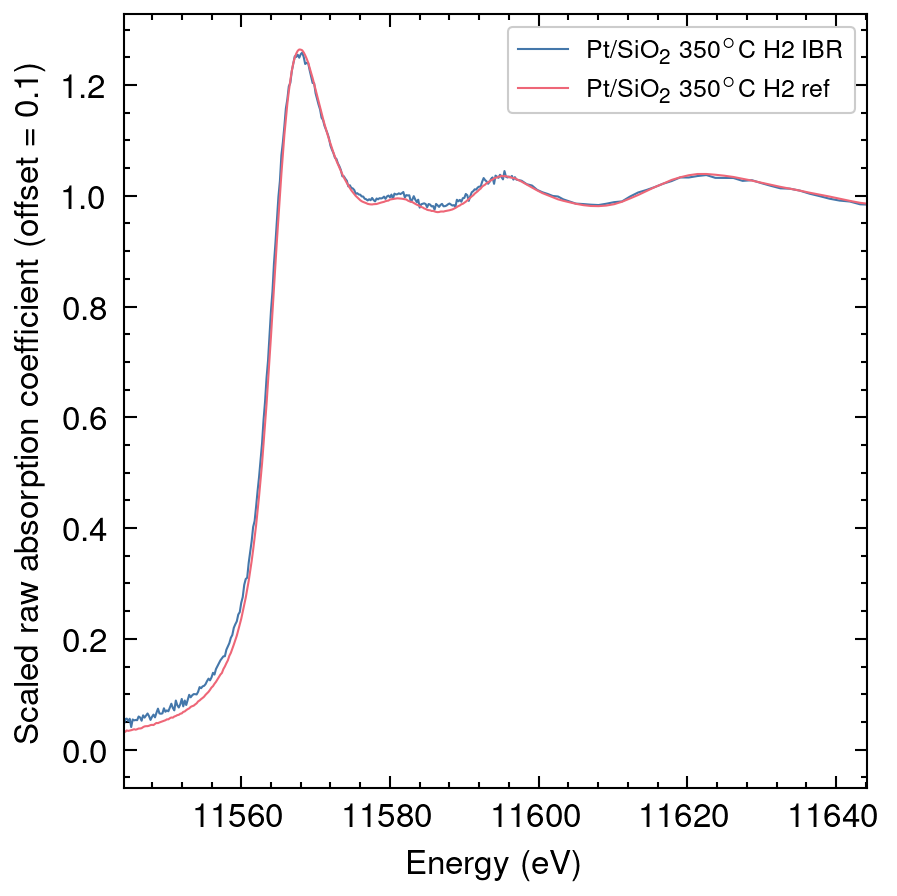 Scaled raw absorption coefficient (offset = 0.1)
Pt/SiO₂ 350°C H2 IBR
Pt/SiO₂ 350°C H2 ref
1.2
1.0
0.8
0.6
0.4
0.2
0.0
11560 11580 11600 11620 11640
Energy (eV)